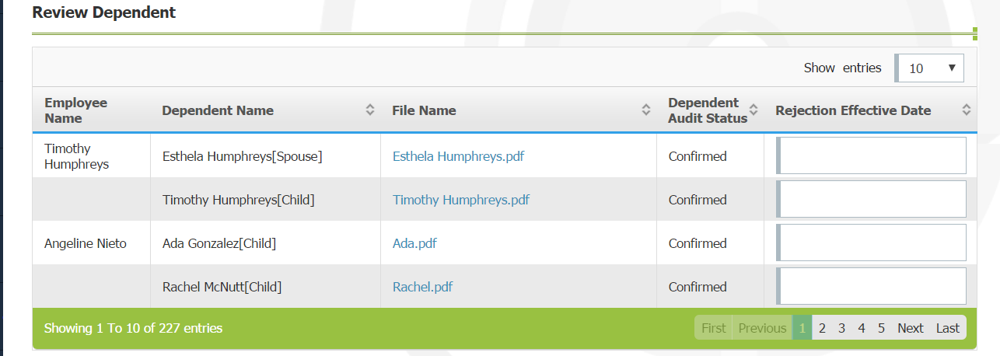 Review Dependent
Show entries 10
Employee Name Dependent Name File Name Dependent Audit Status Rejection Effective Date
Timothy Humphreys Esthela Humphreys[Spouse] Esthela Humphreys.pdf Confirmed
Timothy Humphreys[Child] Timothy Humphreys.pdf Confirmed
Angeline Nieto Ada Gonzalez[Child] Ada.pdf Confirmed
Rachel McNutt[Child] Rachel.pdf Confirmed
Showing 1 To 10 of 227 entries First Previous 1 2 3 4 5 Next Last